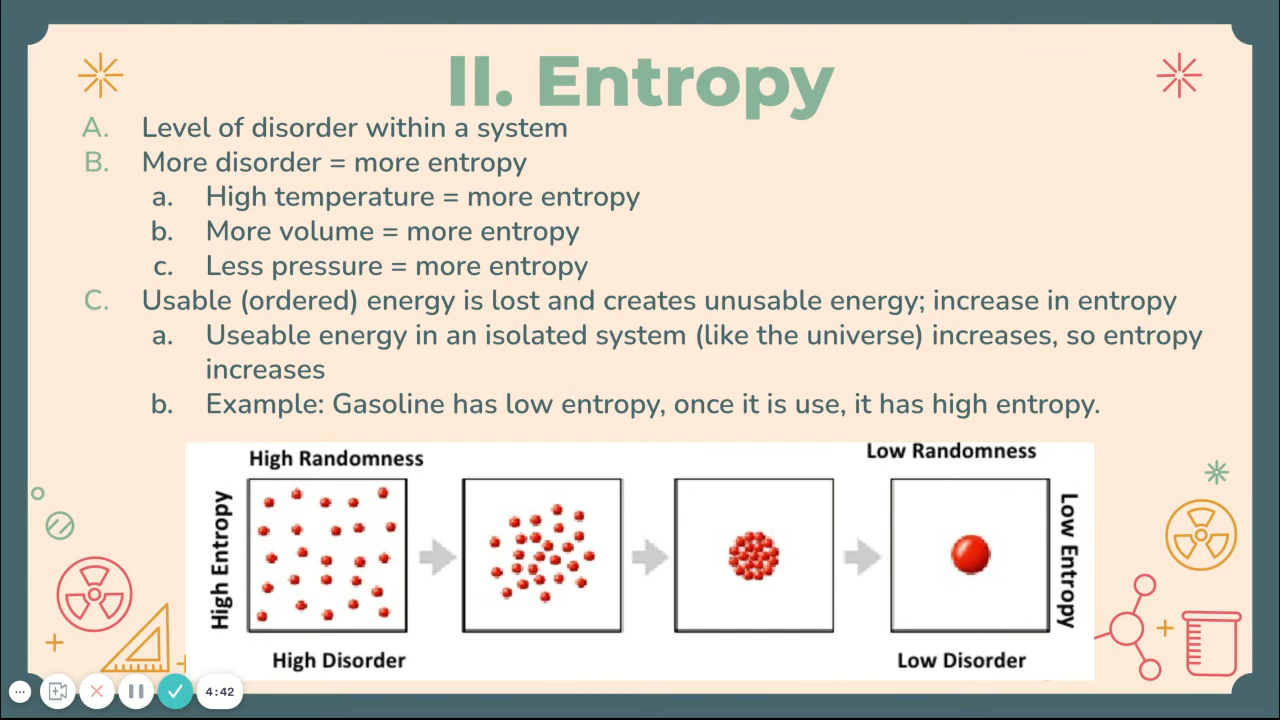 II. Entropy
A. Level of disorder within a system
B. More disorder = more entropy
a. High temperature = more entropy
b. More volume = more entropy
c. Less pressure = more entropy
C. Usable (ordered) energy is lost and creates unusable energy; increase in entropy
a. Useable energy in an isolated system (like the universe) increases, so entropy
increases
b. Example: Gasoline has low entropy, once it is use, it has high entropy.
High Randomness
Low Randomness
High Entropy
Low Entropy
High Disorder
Low Disorder
4:42